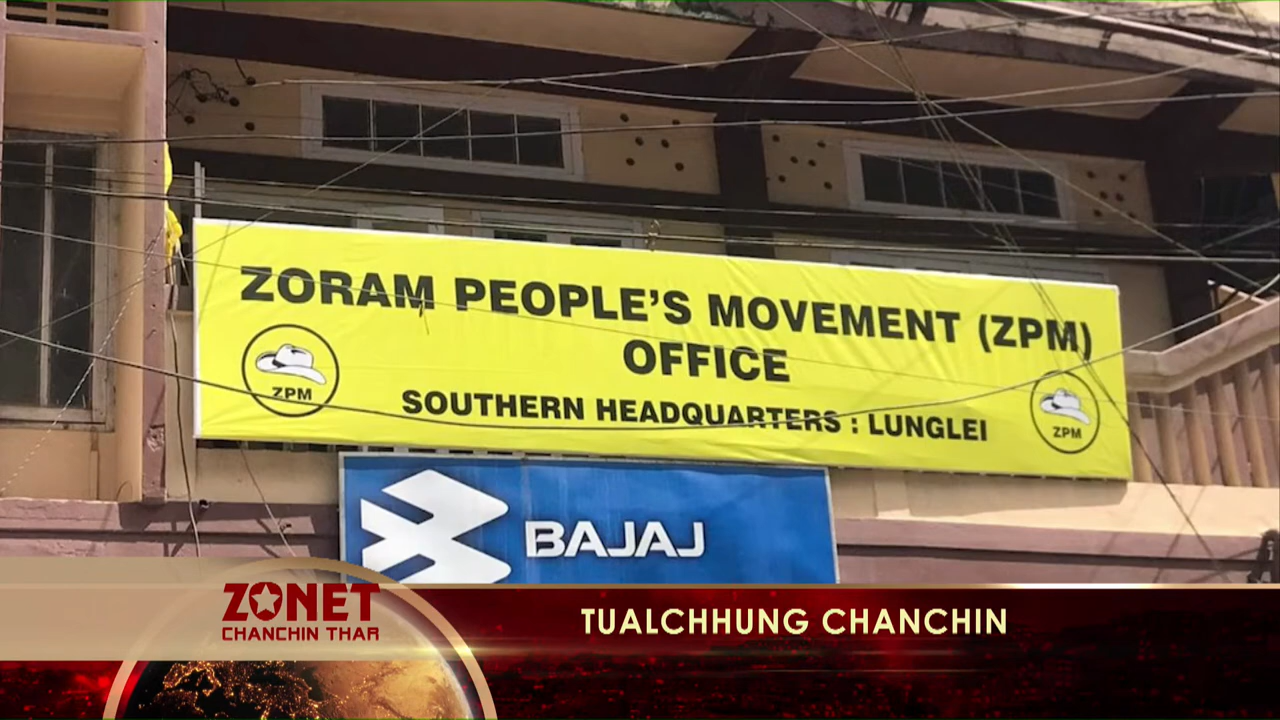 ZORAM PEOPLE'S MOVEMENT (ZPM)
OFFICE
SOUTHERN HEADQUARTERS : LUNGLEI
ZPM
ZPM
BAJAJ
ZONET
CHANCHIN THAR
TUALCHHUNG CHANCHIN